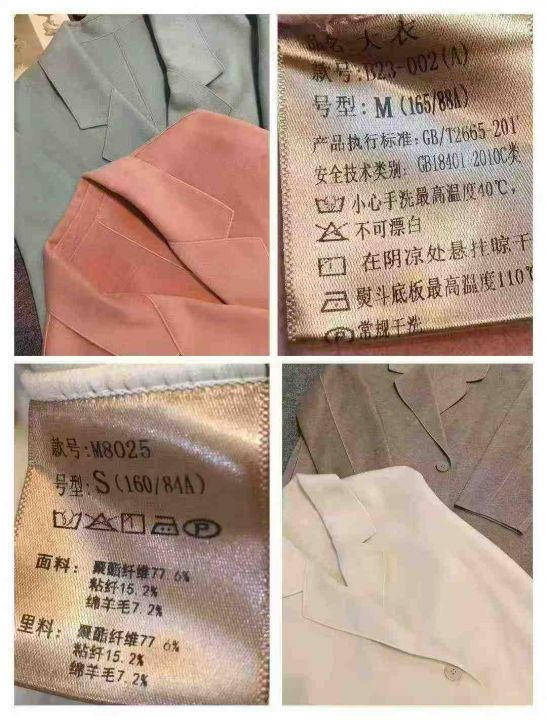 品名:大衣
款号:B23-002(A)
号型:M(165/88A)
产品执行标准:GB/T2665-201
安全技术类别:GB18401-2010C类
小心手洗最高温度40℃,
不可漂白
在阴凉处悬挂晾干
熨斗底板最高温度110
P常规干洗
款号:M8025
号型:S(160/84A)
P
面料:聚酯纤维77.6%
粘纤15.2%
绵羊毛7.2%
里料:聚酯纤维77.6%
粘纤15.2%
绵羊毛7.2%